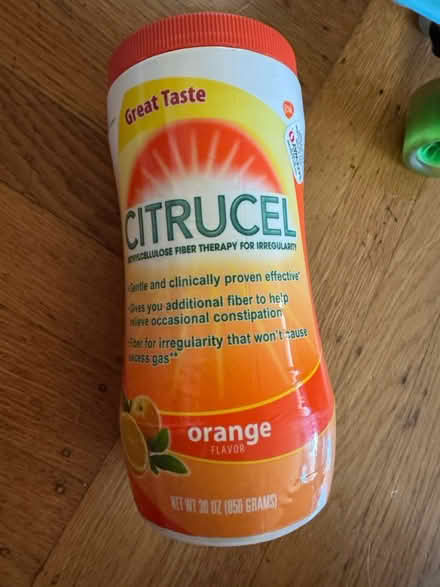 Great Taste
CITRUCEL
METHYLCELLULOSE FIBER THERAPY FOR IRREGULARITY
•Gentle and clinically proven effective*
•Gives you additional fiber to help
relieve occasional constipation
•Fiber for irregularity that won't cause
excess gas**
orange
FLAVOR
NET WT 30 OZ (850 GRAMS)